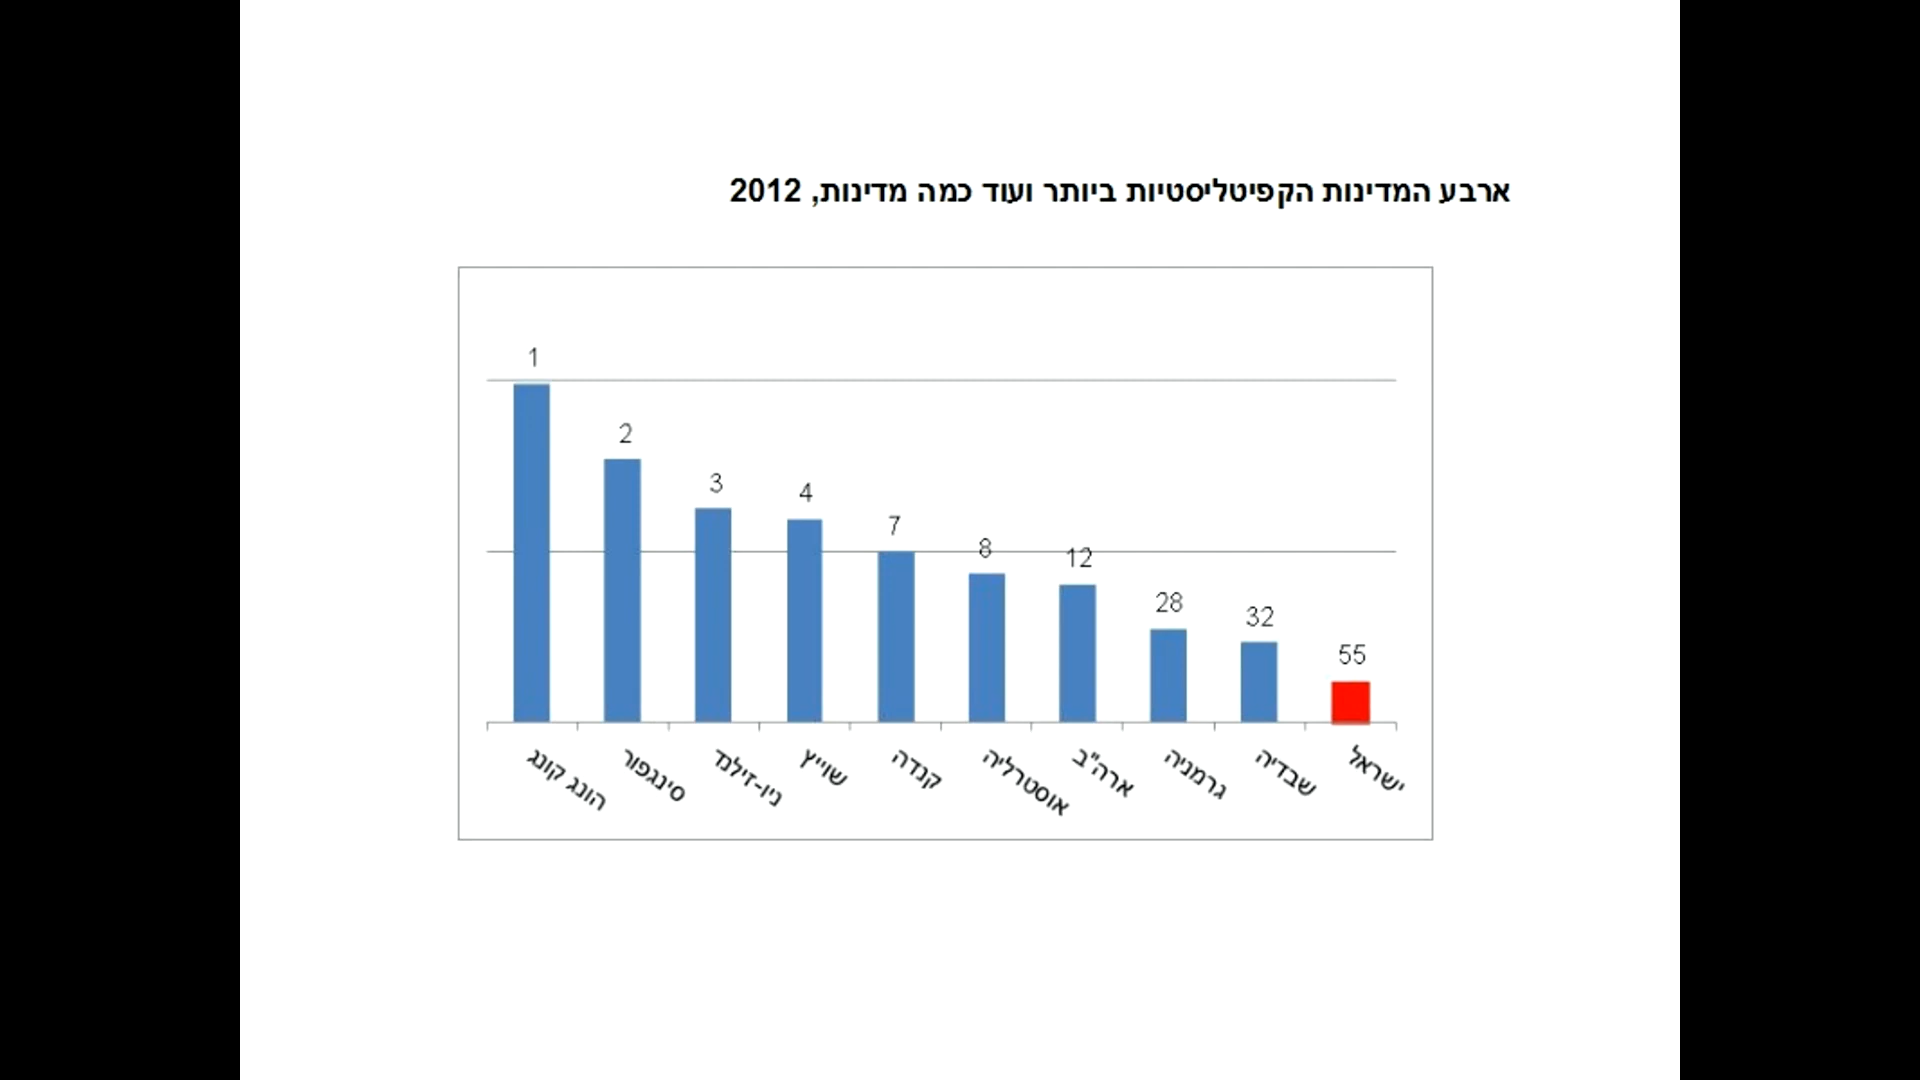 ארבע המדינות הקפיטליסטיות ביותר ועוד כמה מדינות, 2012
1
2
3
4
7
8
12
28
32
55
הונג קונג
סינגפור
ניו-זילנד
שוייץ
קנדה
אוסטרליה
ארה"ב
גרמניה
שבדיה
ישראל